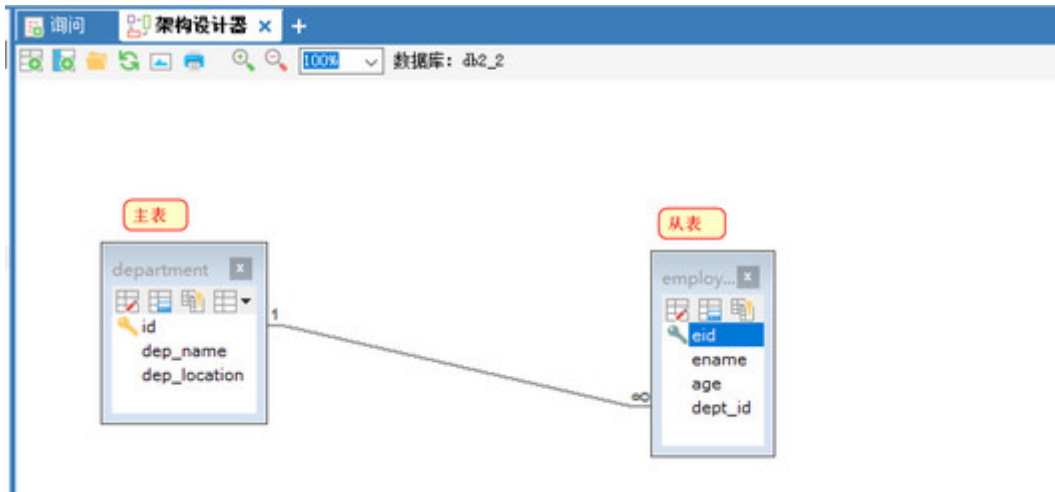 询问 架构设计器 × +
100% 数据库: db2_2
主表
从表
department x
employ... x
1
id
dep_name
dep_location
∞
eid
ename
age
dept_id